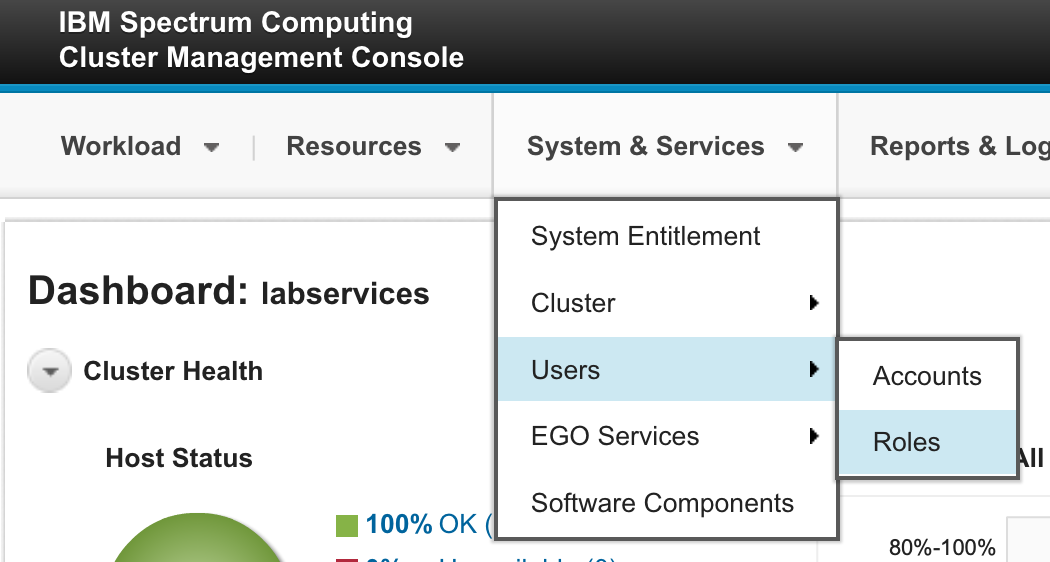 IBM Spectrum Computing
Cluster Management Console
Workload
Resources
System & Services
Reports & Log
System Entitlement
Cluster
Users
EGO Services
Software Components
Accounts
Roles
Dashboard: labservices
Cluster Health
Host Status
100% OK (
All
80%-100%